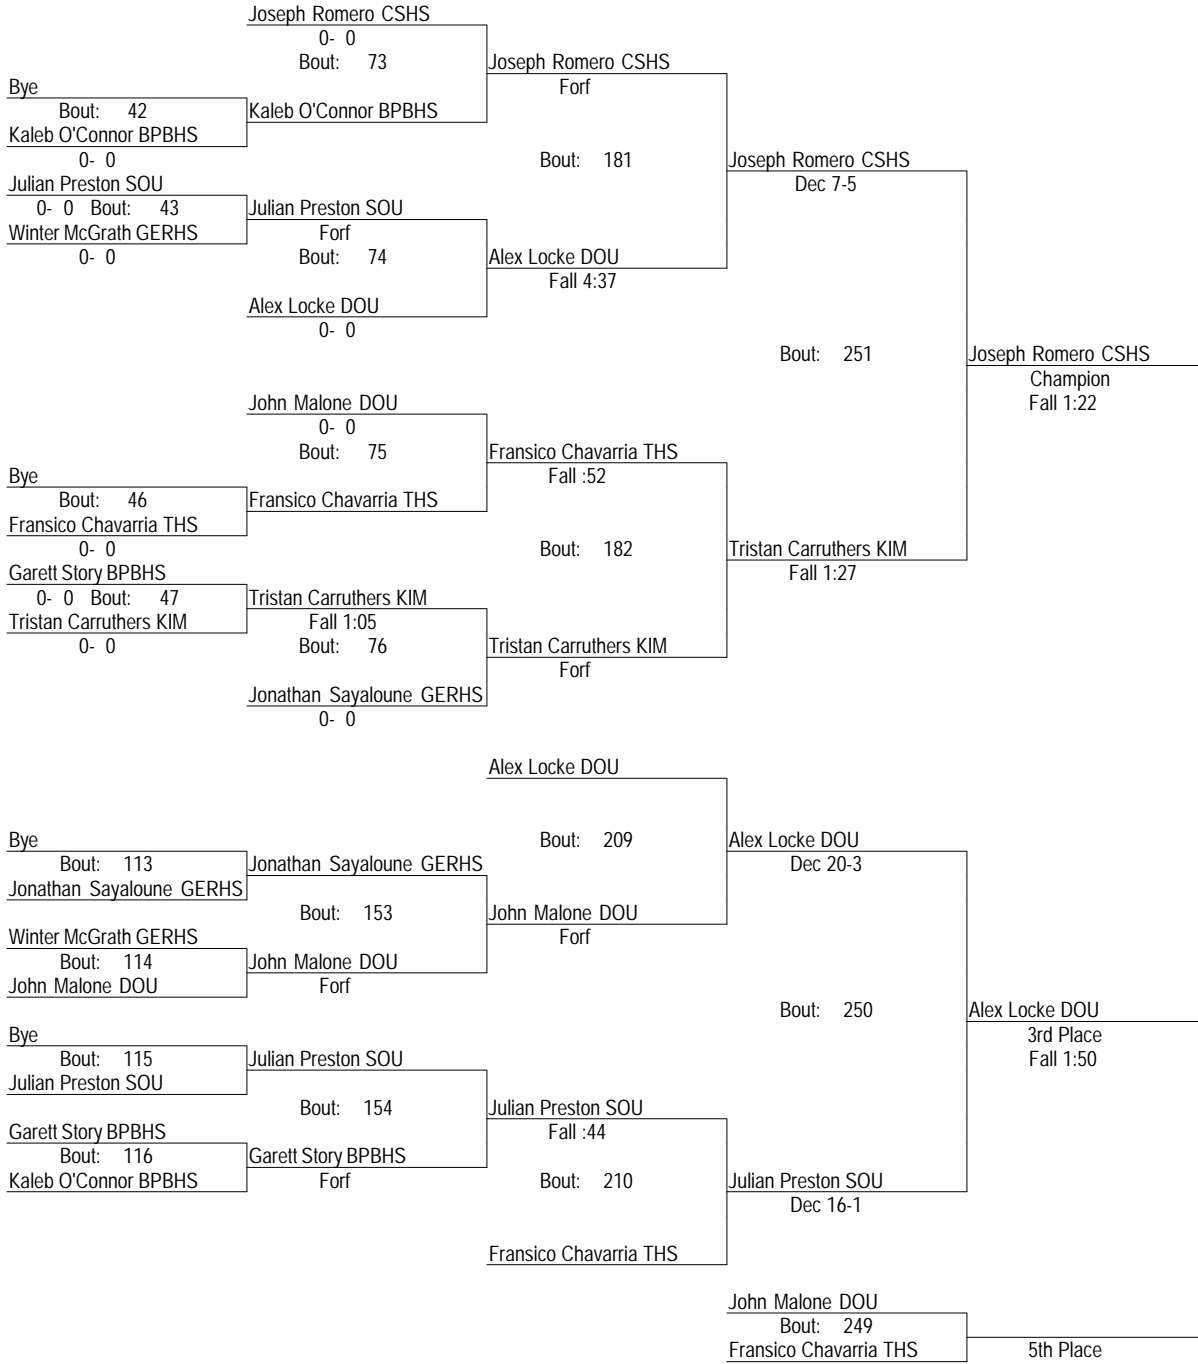 Joseph Romero CSHS
0- 0
Bout: 73
Joseph Romero CSHS
Forf
Bye
Bout: 42
Kaleb O'Connor BPBHS
Kaleb O'Connor BPBHS
0- 0
Bout: 181
Joseph Romero CSHS
Dec 7-5
Julian Preston SOU
0- 0 Bout: 43
Julian Preston SOU
Winter McGrath GERHS
Forf
0- 0
Bout: 74
Alex Locke DOU
Fall 4:37
Alex Locke DOU
0- 0
Bout: 251
Joseph Romero CSHS
Champion
Fall 1:22
John Malone DOU
0- 0
Bout: 75
Fransico Chavarria THS
Fall :52
Bye
Bout: 46
Fransico Chavarria THS
Fransico Chavarria THS
0- 0
Bout: 182
Tristan Carruthers KIM
Fall 1:27
Garett Story BPBHS
0- 0 Bout: 47
Tristan Carruthers KIM
Tristan Carruthers KIM
Fall 1:05
0- 0
Bout: 76
Tristan Carruthers KIM
Forf
Jonathan Sayaloune GERHS
0- 0
Alex Locke DOU
Bye
Bout: 209
Alex Locke DOU
Dec 20-3
Bout: 113
Jonathan Sayaloune GERHS
Jonathan Sayaloune GERHS
Bout: 153
John Malone DOU
Forf
Winter McGrath GERHS
Bout: 114
John Malone DOU
John Malone DOU
Forf
Bout: 250
Alex Locke DOU
3rd Place
Fall 1:50
Bye
Bout: 115
Julian Preston SOU
Julian Preston SOU
Bout: 154
Julian Preston SOU
Fall :44
Garett Story BPBHS
Bout: 116
Garett Story BPBHS
Kaleb O'Connor BPBHS
Forf
Bout: 210
Julian Preston SOU
Dec 16-1
Fransico Chavarria THS
John Malone DOU
Bout: 249
Fransico Chavarria THS
5th Place